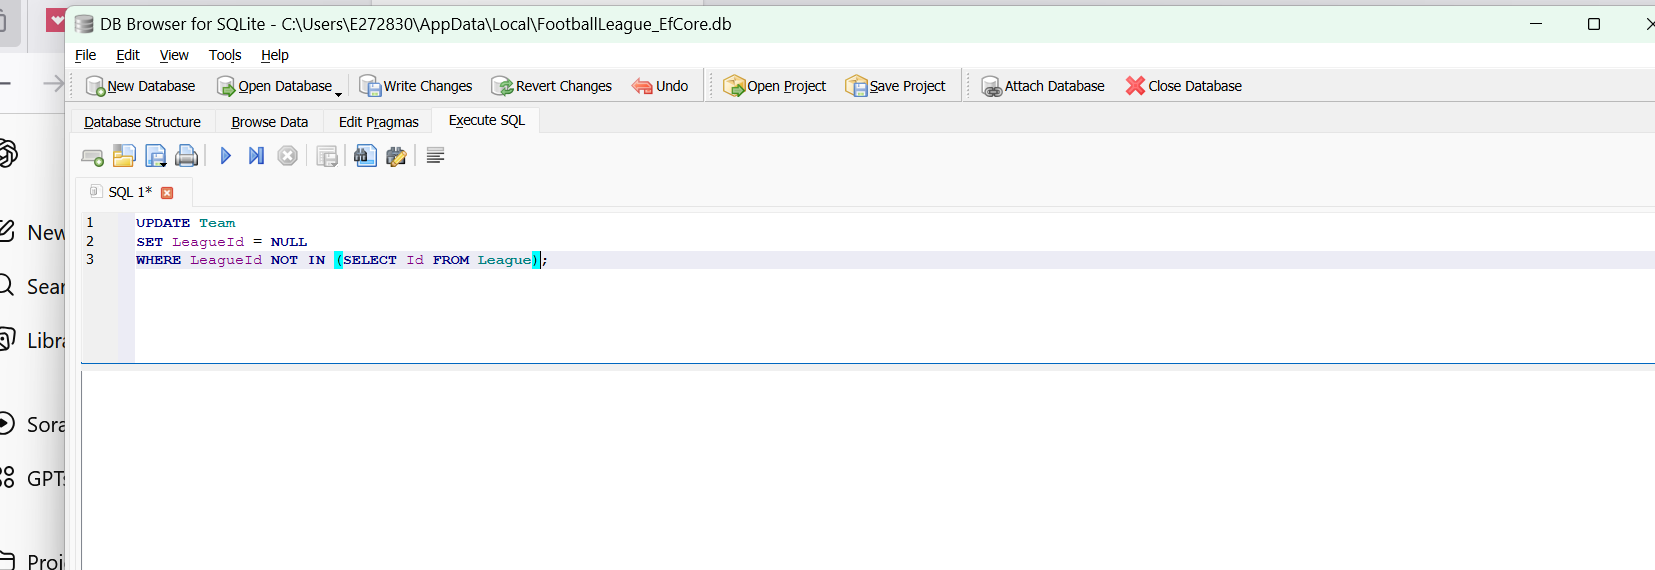 DB Browser for SQLite - C:\Users\E272830\AppData\Local\FootballLeague_EfCore.db
File Edit View Tools Help
New Database Open Database Write Changes Revert Changes Undo Open Project Save Project Attach Database Close Database
Database Structure Browse Data Edit Pragmas Execute SQL
SQL 1*
1 UPDATE Team
2 SET LeagueId = NULL
3 WHERE LeagueId NOT IN (SELECT Id FROM League);
New
Sear
Libra
Sora
GPTs
Proj